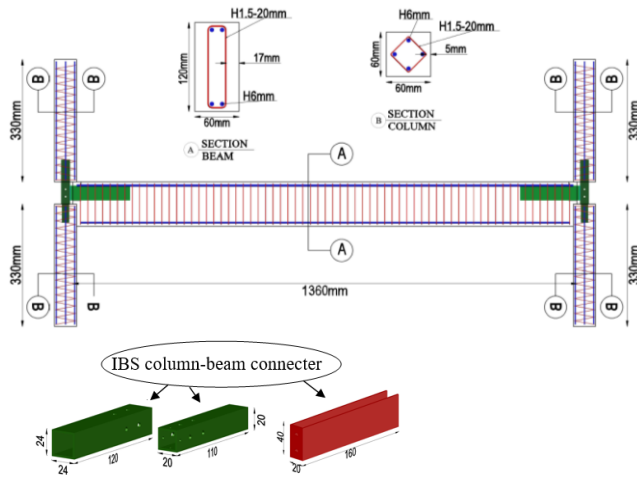 H1.5-20mm
120mm
17mm
H6mm
60mm
A SECTION
BEAM
H6mm
H1.5-20mm
60mm
5mm
60mm
B SECTION
COLUMN
B B
B B
330mm
330mm
A
A
330mm
330mm
1360mm
B B
B B
IBS column-beam connecter
24
24
120
20
20
110
40
20
160